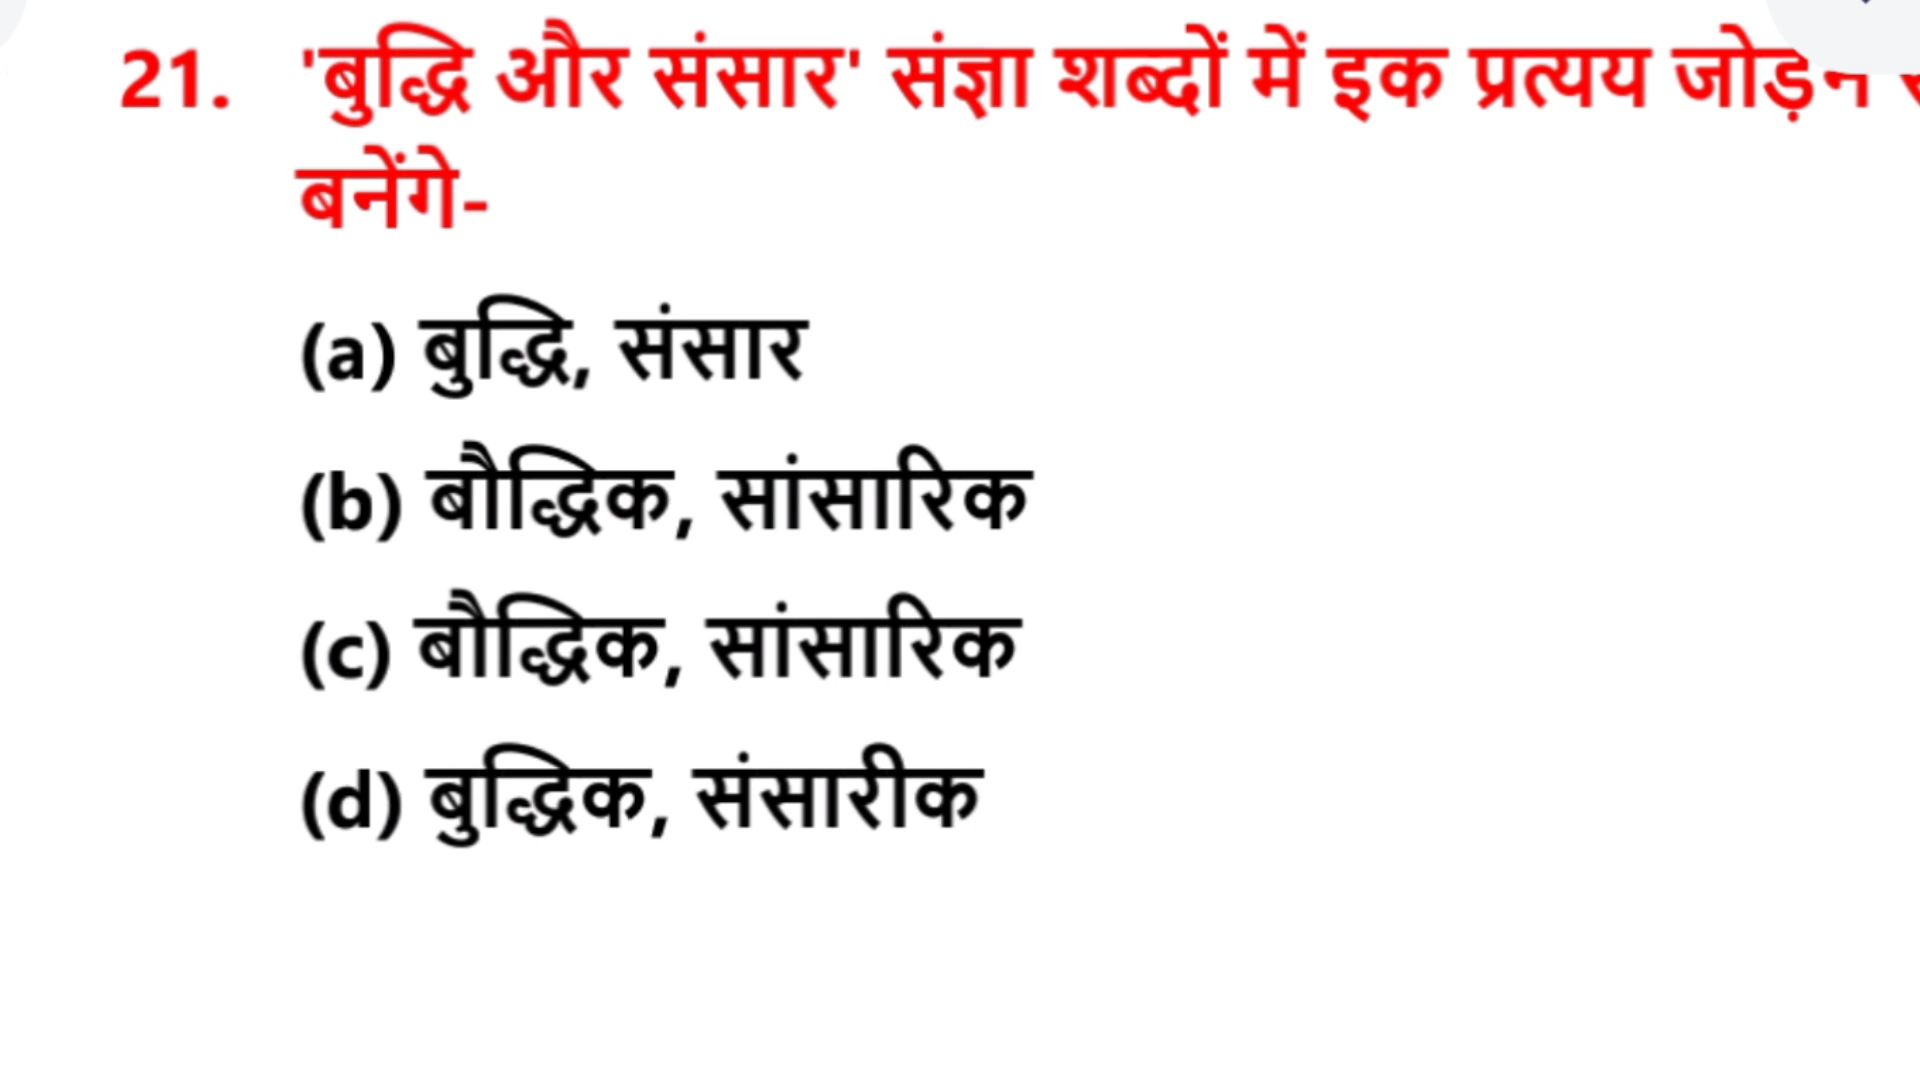 21. 'बुद्धि और संसार' संज्ञा शब्दों में इक प्रत्यय
बनेंगे-
(a) बुद्धि, संसार
(b) बौद्धिक, सांसारिक
(c) बौद्धिक, सांसारिक
(d) बुद्धिक, संसारीक